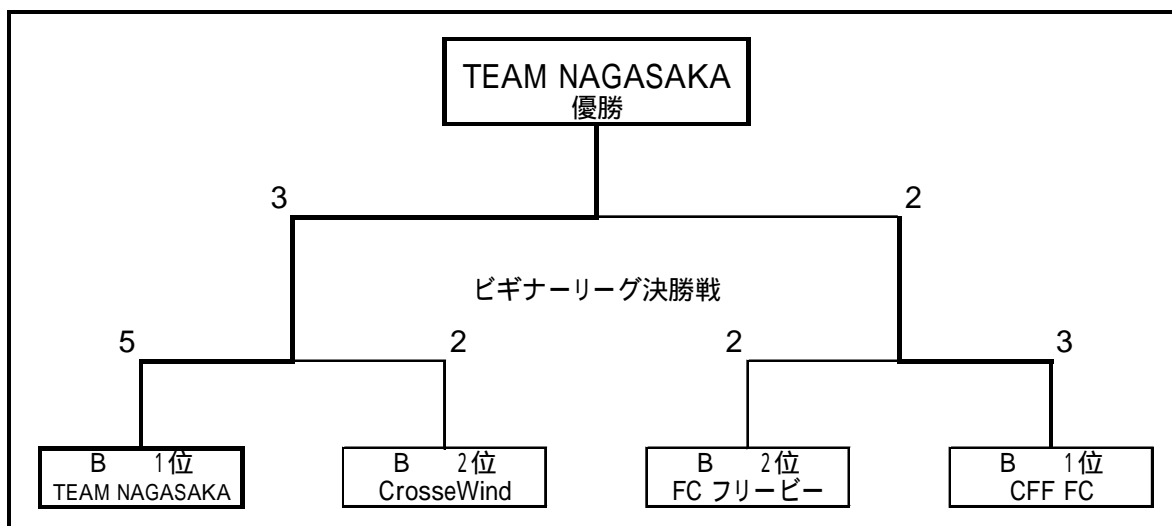 TEAM NAGASAKA
優勝
3 2
ビギナーリーグ決勝戦
5 2 2 3
B 1位 B 2位 B 2位 B 1位
TEAM NAGASAKA CrosseWind FC フリービー CFF FC